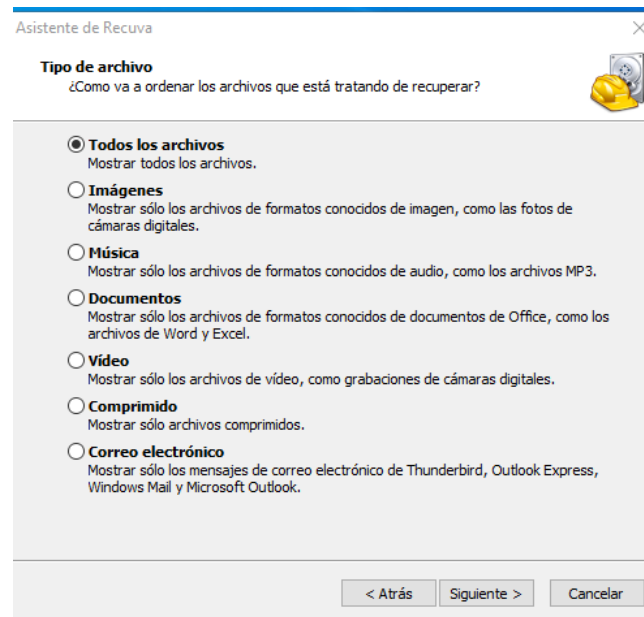 Asistente de Recuva
Tipo de archivo
¿Como va a ordenar los archivos que está tratando de recuperar?
Todos los archivos
Mostrar todos los archivos.
Imágenes
Mostrar sólo los archivos de formatos conocidos de imagen, como las fotos de
cámaras digitales.
Música
Mostrar sólo los archivos de formatos conocidos de audio, como los archivos MP3.
Documentos
Mostrar sólo los archivos de formatos conocidos de documentos de Office, como los
archivos de Word y Excel.
Vídeo
Mostrar sólo los archivos de vídeo, como grabaciones de cámaras digitales.
Comprimido
Mostrar sólo archivos comprimidos.
Correo electrónico
Mostrar sólo los mensajes de correo electrónico de Thunderbird, Outlook Express,
Windows Mail y Microsoft Outlook.
< Atrás Siguiente > Cancelar